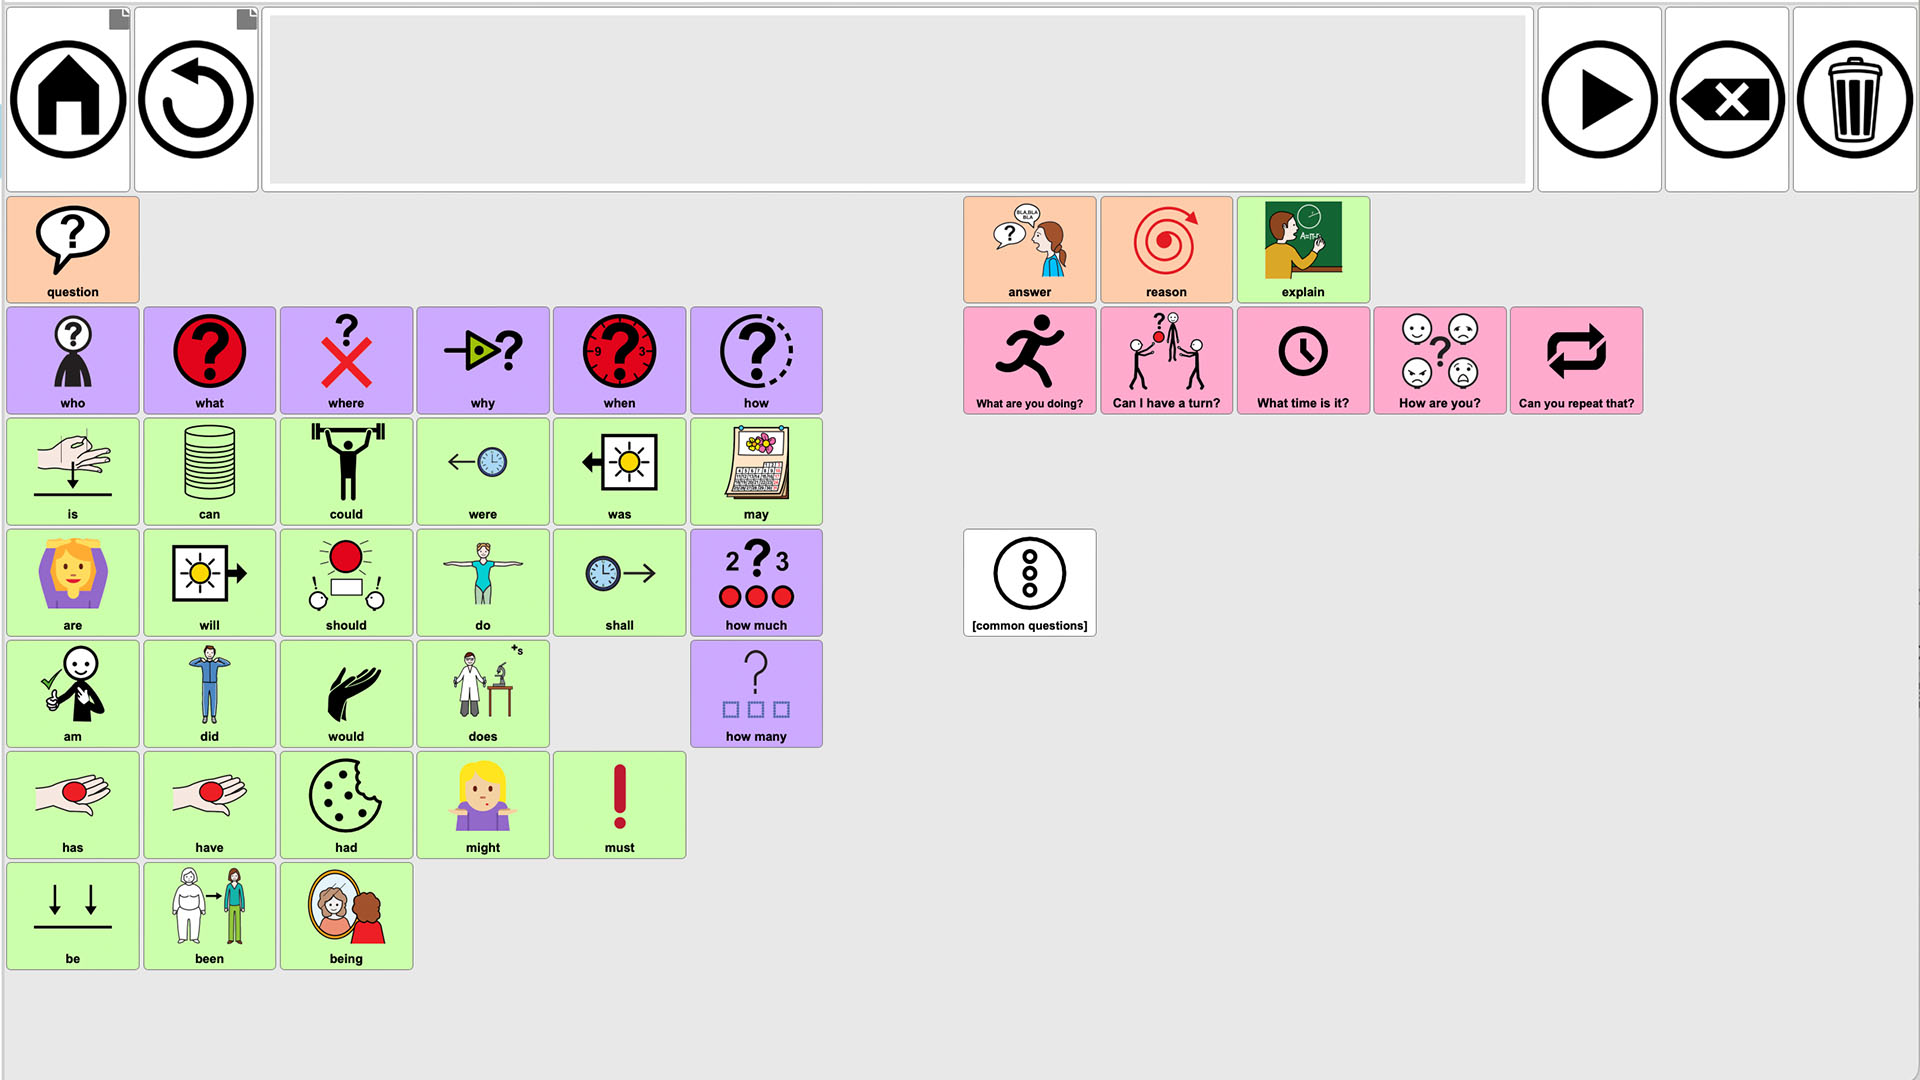 question
answer
reason
explain
who
what
where
why
when
how
What are you doing?
Can I have a turn?
What time is it?
How are you?
Can you repeat that?
is
can
could
were
was
may
are
will
should
do
shall
how much
[common questions]
am
did
would
does
how many
has
have
had
might
must
be
been
being